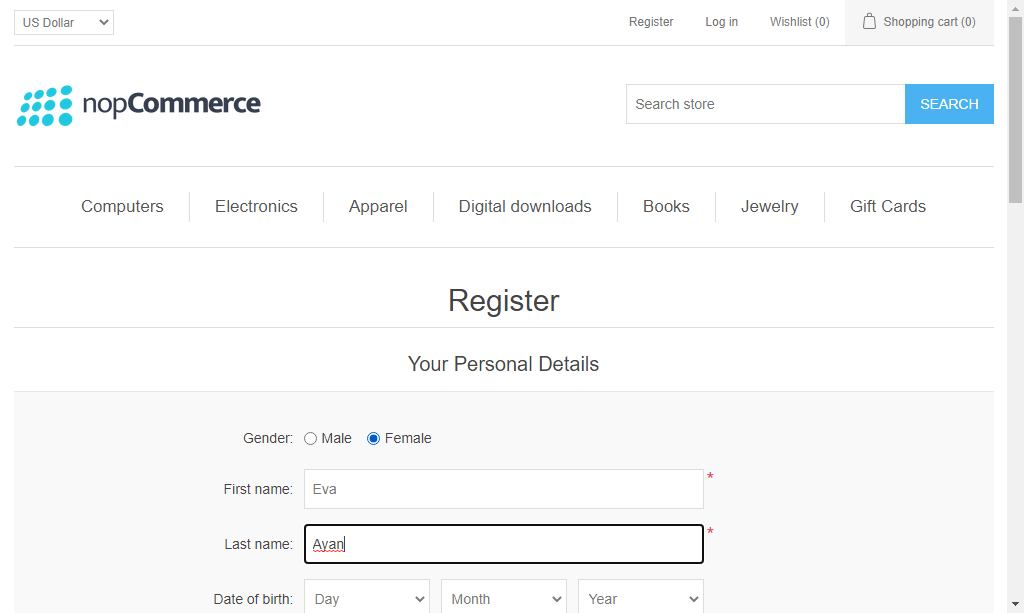 US Dollar Register Log in Wishlist (0) Shopping cart (0)
nopCommerce Search store SEARCH
Computers Electronics Apparel Digital downloads Books Jewelry Gift Cards
Register
Your Personal Details
Gender: Male Female
First name: Eva *
Last name: Ayan *
Date of birth: Day Month Year